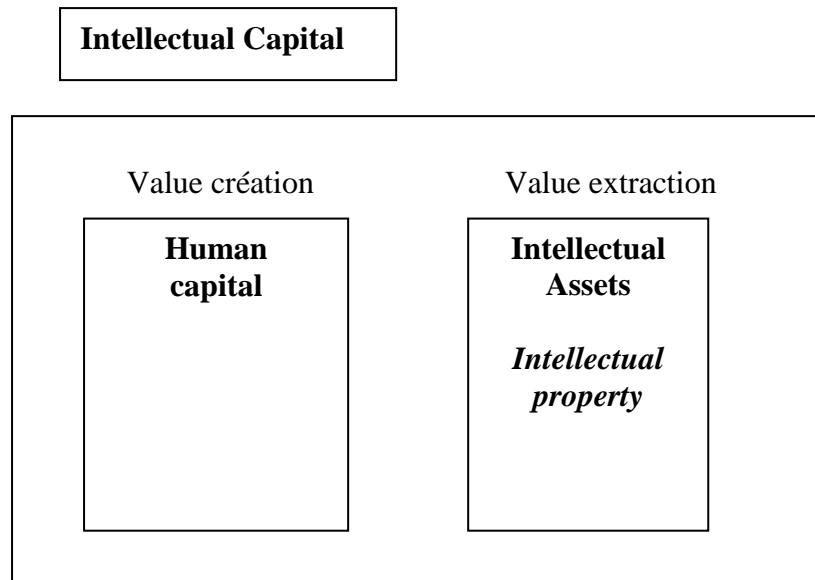 Intellectual Capital
Value création
Value extraction
Human
capital
Intellectual
Assets
Intellectual
property